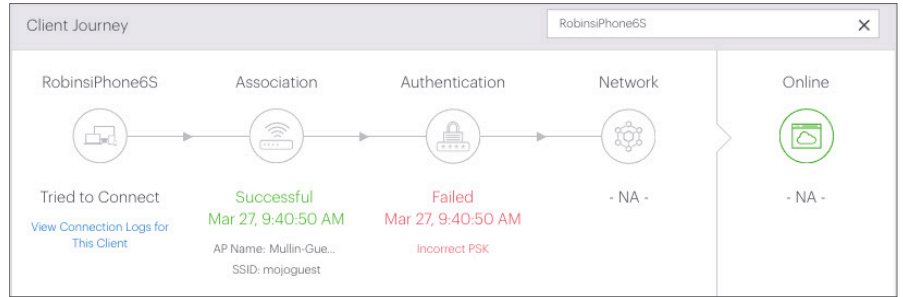 Client Journey
RobinsiPhone6S
RobinsiPhone6S
Association
Authentication
Network
Online
Tried to Connect
View Connection Logs for
This Client
Successful
Mar 27, 9:40:50 AM
AP Name: Mullin-Gue...
SSID: mojoguest
Failed
Mar 27, 9:40:50 AM
Incorrect PSK
- NA -
- NA -